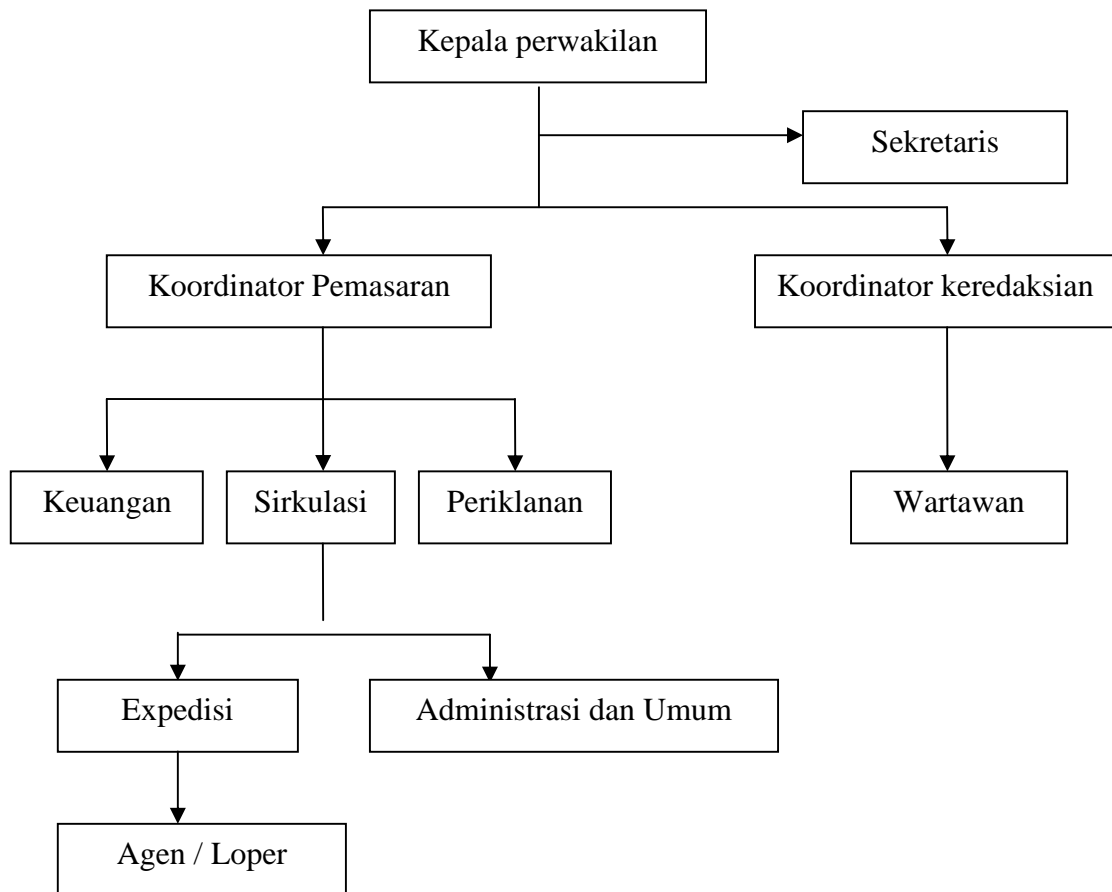 Kepala perwakilan
Sekretaris
Koordinator Pemasaran
Koordinator keredaksian
Keuangan
Sirkulasi
Periklanan
Wartawan
Expedisi
Administrasi dan Umum
Agen / Loper